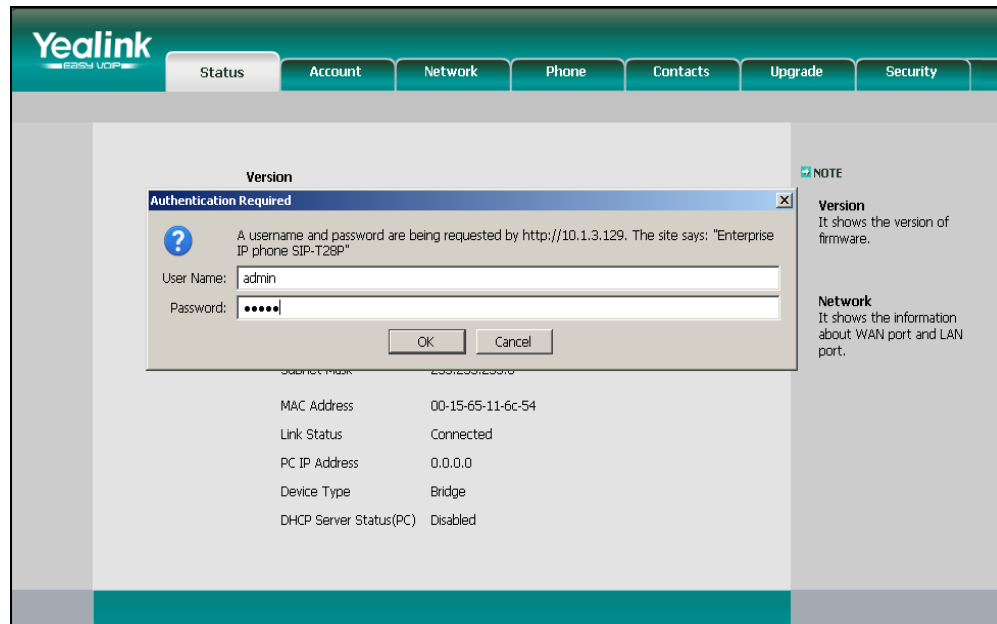 Yealink
EASY VOIP
Status Account Network Phone Contacts Upgrade Security
Version
NOTE
Version
It shows the version of
firmware.
Network
It shows the information
about WAN port and LAN
port.
Authentication Required
A username and password are being requested by http://10.1.3.129. The site says: "Enterprise
IP phone SIP-T28P"
User Name: admin
Password: •••••
OK Cancel
Subnet Mask
MAC Address 00-15-65-11-6c-54
Link Status Connected
PC IP Address 0.0.0.0
Device Type Bridge
DHCP Server Status(PC) Disabled